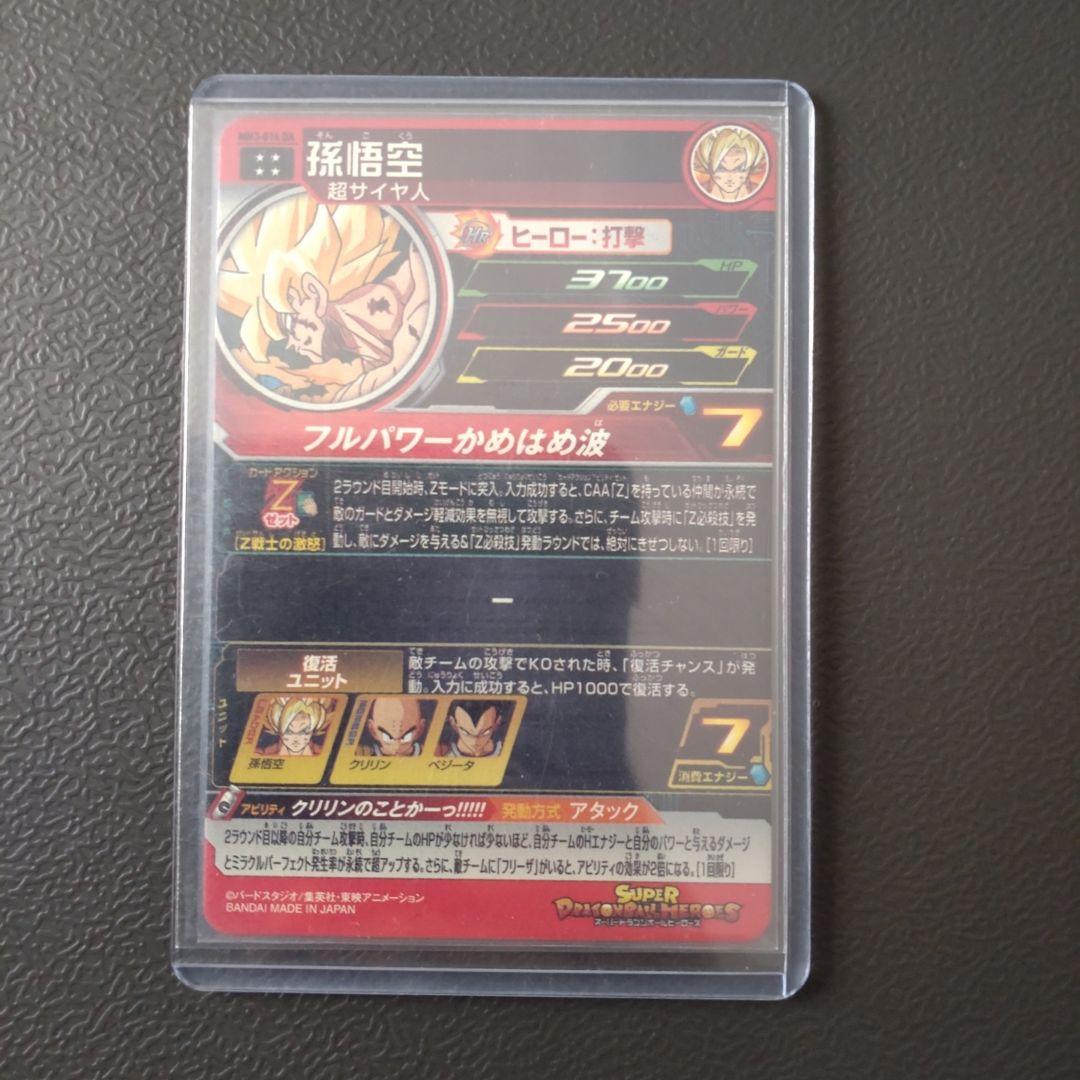 MM3-014 DA
孫悟空
超サイヤ人
HR ヒーロー：打撃
HP
3700
パワー
2500
ガード
2000
必要エナジー 7
フルパワーかめはめ波
カードアクション
Z
ゼット
[Z戦士の激怒]
2ラウンド目開始時、Zモードに突入。入力成功すると、CAA「Z」を持っている仲間が永続で
敵のガードとダメージ軽減効果を無視して攻撃する。さらに、チーム攻撃時に「Z必殺技」を発
動し、敵にダメージを与える&「Z必殺技」発動ラウンドでは、絶対にきぜつしない。[1回限り]
ー
ユニット
復活
ユニット
敵チームの攻撃でKOされた時、「復活チャンス」が発
動。入力に成功すると、HP1000で復活する。
孫悟空
クリリン
ベジータ
7
消費エナジー
アビリティ クリリンのことかーっ!!!!! 発動方式 アタック
2ラウンド目以降の自分チーム攻撃時、自分チームのHPが少なければ少ないほど、自分チームのHエナジーと自分のパワーと与えるダメージ
とミラクルパーフェクト発生率が永続で超アップする。さらに、敵チームに「フリーザ」がいると、アビリティの効果が2倍になる。[1回限り]
©バードスタジオ/集英社・東映アニメーション
BANDAI MADE IN JAPAN
SUPER
DRAGONBALL HEROES
スーパードラゴンボールヒーローズ